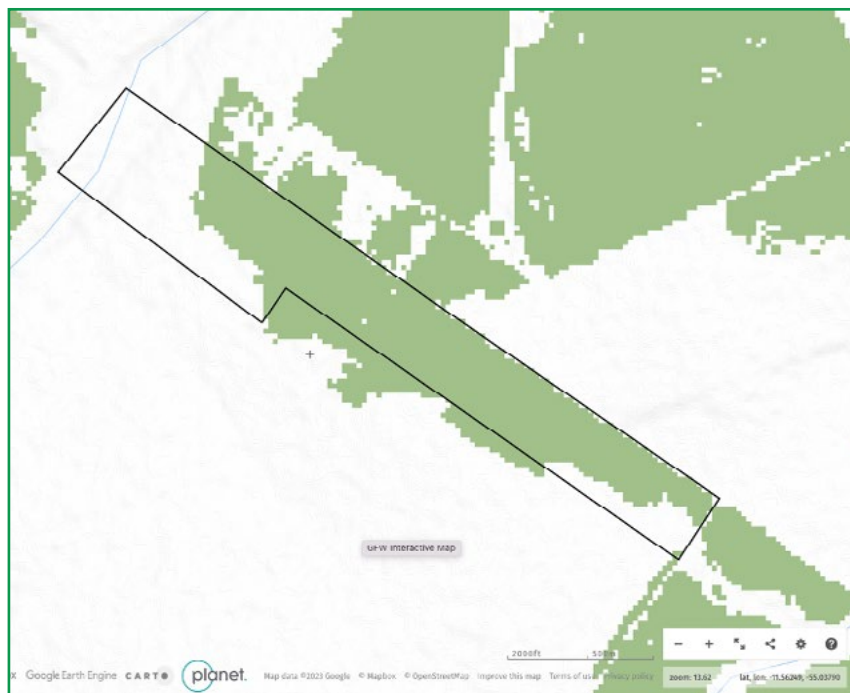 GFW Interactive Map
2000ft 500m
− + ?
Google Earth Engine CARTO planet. Map data ©2023 Google © Mapbox © OpenStreetMap Improve this map Terms of use privacy policy zoom: 13.62 lat, lon, -11.56249, -55.03790